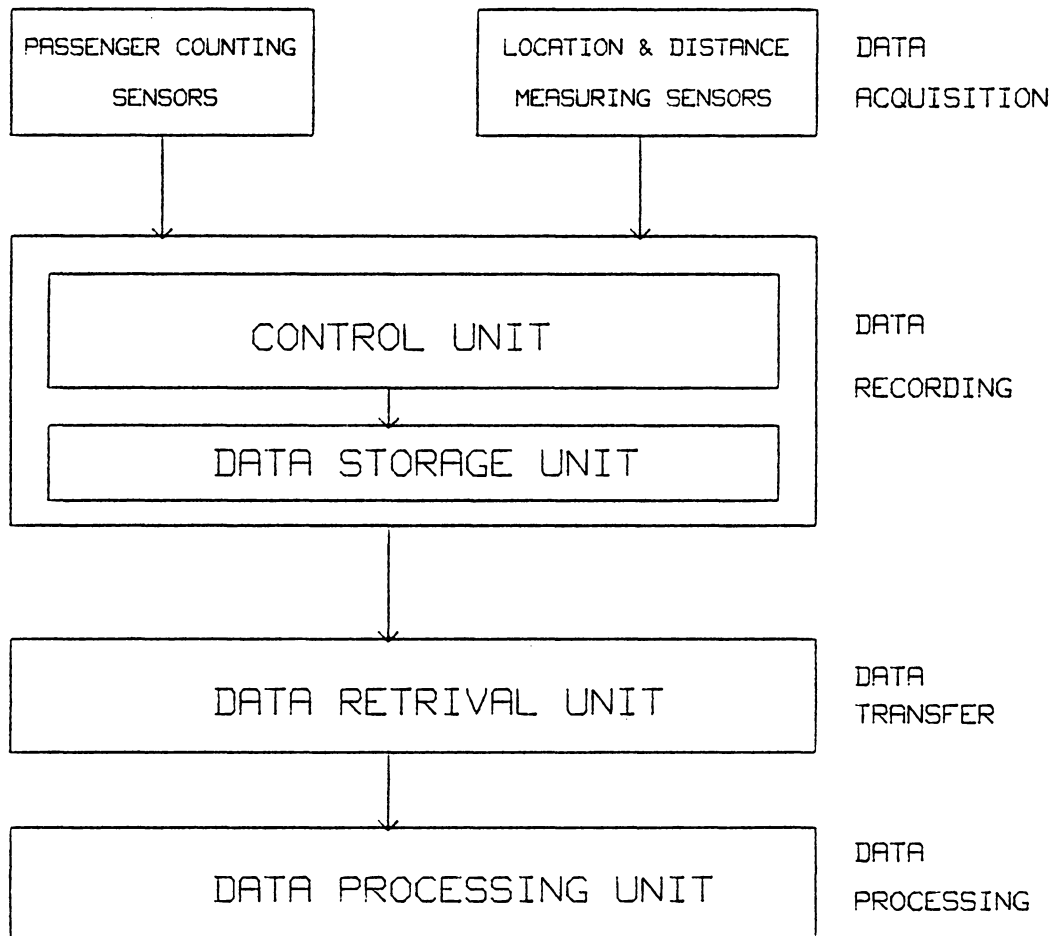 PASSENGER COUNTING
SENSORS
LOCATION & DISTANCE
MEASURING SENSORS
DATA
ACQUISITION
CONTROL UNIT
DATA STORAGE UNIT
DATA
RECORDING
DATA RETRIVAL UNIT
DATA
TRANSFER
DATA PROCESSING UNIT
DATA
PROCESSING